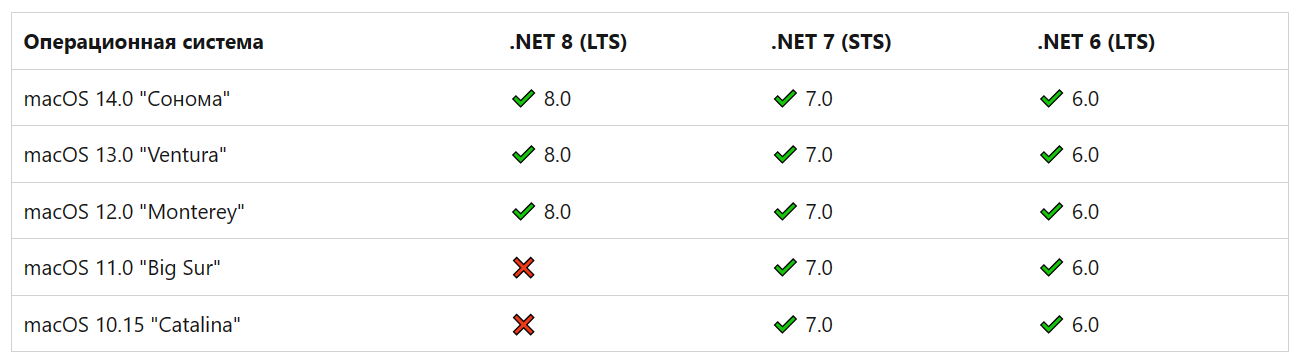 Операционная система .NET 8 (LTS) .NET 7 (STS) .NET 6 (LTS)
macOS 14.0 "Сонома" 8.0 7.0 6.0
macOS 13.0 "Ventura" 8.0 7.0 6.0
macOS 12.0 "Monterey" 8.0 7.0 6.0
macOS 11.0 "Big Sur" 7.0 6.0
macOS 10.15 "Catalina" 7.0 6.0